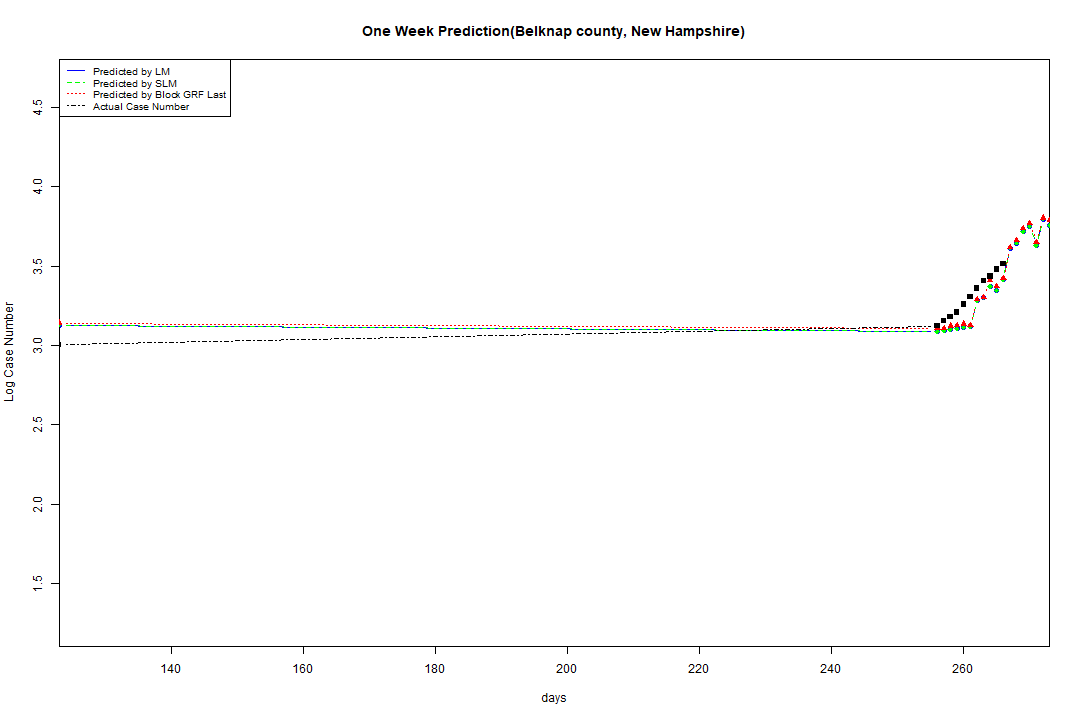 One Week Prediction(Belknap county, New Hampshire)
Predicted by LM
Predicted by SLM
Predicted by Block GRF Last
Actual Case Number
Log Case Number
4.5
4.0
3.5
3.0
2.5
2.0
1.5
140 160 180 200 220 240 260
days